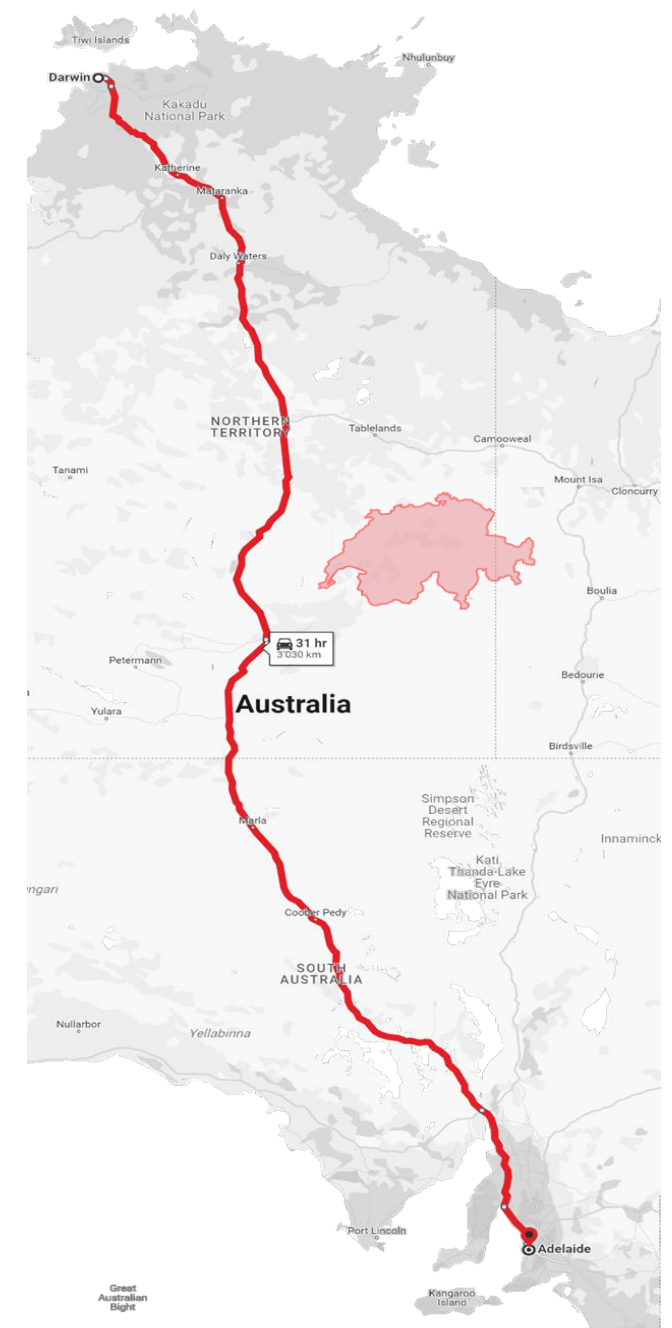 Tiwi Islands
Nhulunbuy
Darwin
Kakadu
National Park
Katherine
Mataranka
Daly Waters
NORTHERN
TERRITORY
Tablelands
Camooweal
Tanami
Mount Isa
Cloncurry
Boulia
31 hr
3'030 km
Petermann
Bedourie
Yulara
Australia
Birdsville
Simpson
Desert
Regional
Reserve
Marla
Innaminck
Kati
Thanda-Lake
Eyre
National Park
ngari
Coober Pedy
SOUTH
AUSTRALIA
Nullarbor
Yellabinna
Port Lincoln
Adelaide
Great
Australian
Bight
Kangaroo
Island